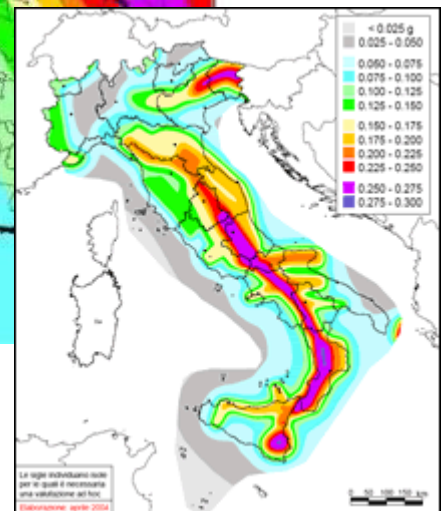 < 0.025 g
0.025 - 0.050
0.050 - 0.075
0.075 - 0.100
0.100 - 0.125
0.125 - 0.150
0.150 - 0.175
0.175 - 0.200
0.200 - 0.225
0.225 - 0.250
0.250 - 0.275
0.275 - 0.300
Le sigle individuano isole
per le quali è necessaria
una valutazione ad hoc
Elaborazione: aprile 2004
0 50 100 150 km